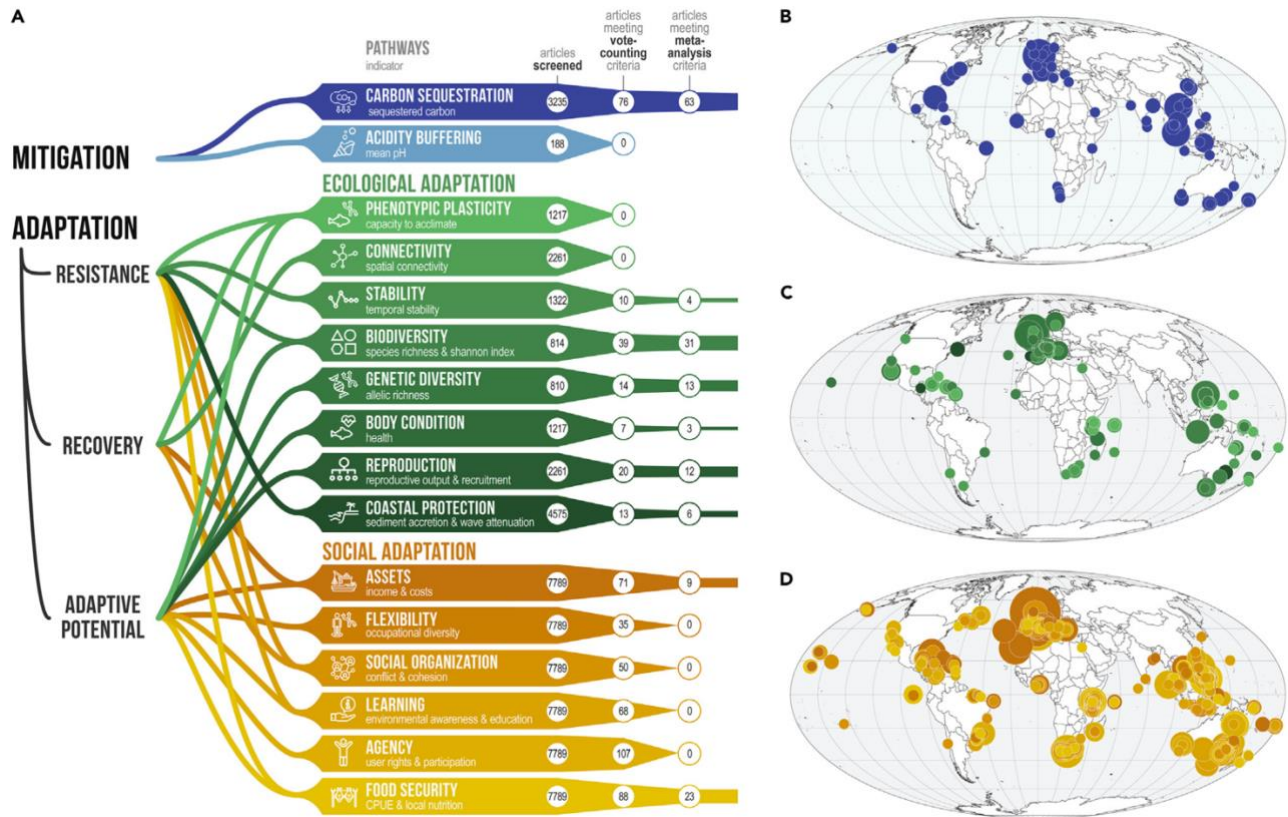 A
PATHWAYS
indicator
articles
screened
articles
meeting
vote-
counting
criteria
articles
meeting
meta-
analysis
criteria
MITIGATION
CARBON SEQUESTRATION
sequestered carbon
3235
76
63
ACIDITY BUFFERING
mean pH
188
0
ADAPTATION
RESISTANCE
RECOVERY
ADAPTIVE
POTENTIAL
ECOLOGICAL ADAPTATION
PHENOTYPIC PLASTICITY
capacity to acclimate
1217
0
CONNECTIVITY
spatial connectivity
2261
0
STABILITY
temporal stability
1322
10
4
BIODIVERSITY
species richness & shannon index
814
39
31
GENETIC DIVERSITY
allelic richness
810
14
13
BODY CONDITION
health
1217
7
3
REPRODUCTION
reproductive output & recruitment
2261
20
12
COASTAL PROTECTION
sediment accretion & wave attenuation
4575
13
6
SOCIAL ADAPTATION
ASSETS
income & costs
7789
71
9
FLEXIBILITY
occupational diversity
7789
35
0
SOCIAL ORGANIZATION
conflict & cohesion
7789
50
0
LEARNING
environmental awareness & education
7789
68
0
AGENCY
user rights & participation
7789
107
0
FOOD SECURITY
CPUE & local nutrition
7789
88
23
B
C
D